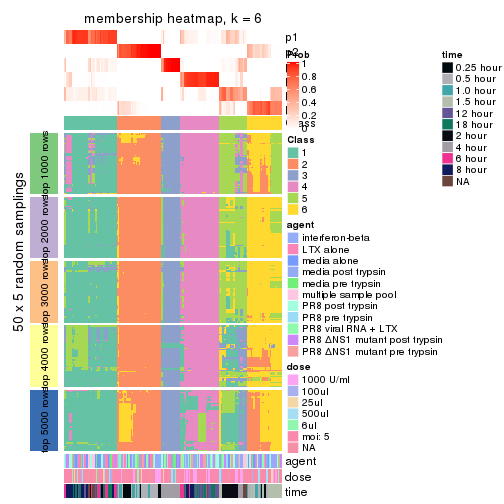 membership heatmap, k = 6
p1
Prob
1
0.8
0.6
0.4
0.2
0
Class
1
2
3
4
5
6
agent
interferon-beta
LTX alone
media alone
media post trypsin
media pre trypsin
multiple sample pool
PR8 post trypsin
PR8 pre trypsin
PR8 viral RNA + LTX
PR8 ΔNS1 mutant post trypsin
PR8 ΔNS1 mutant pre trypsin
dose
1000 U/ml
100ul
25ul
500ul
6ul
moi: 5
NA
time
0.25 hour
0.5 hour
1.0 hour
1.5 hour
12 hour
18 hour
2 hour
4 hour
6 hour
8 hour
NA
50 x 5 random samplings
top 1000 rows
top 2000 rows
top 3000 rows
top 4000 rows
top 5000 rows
agent
dose
time